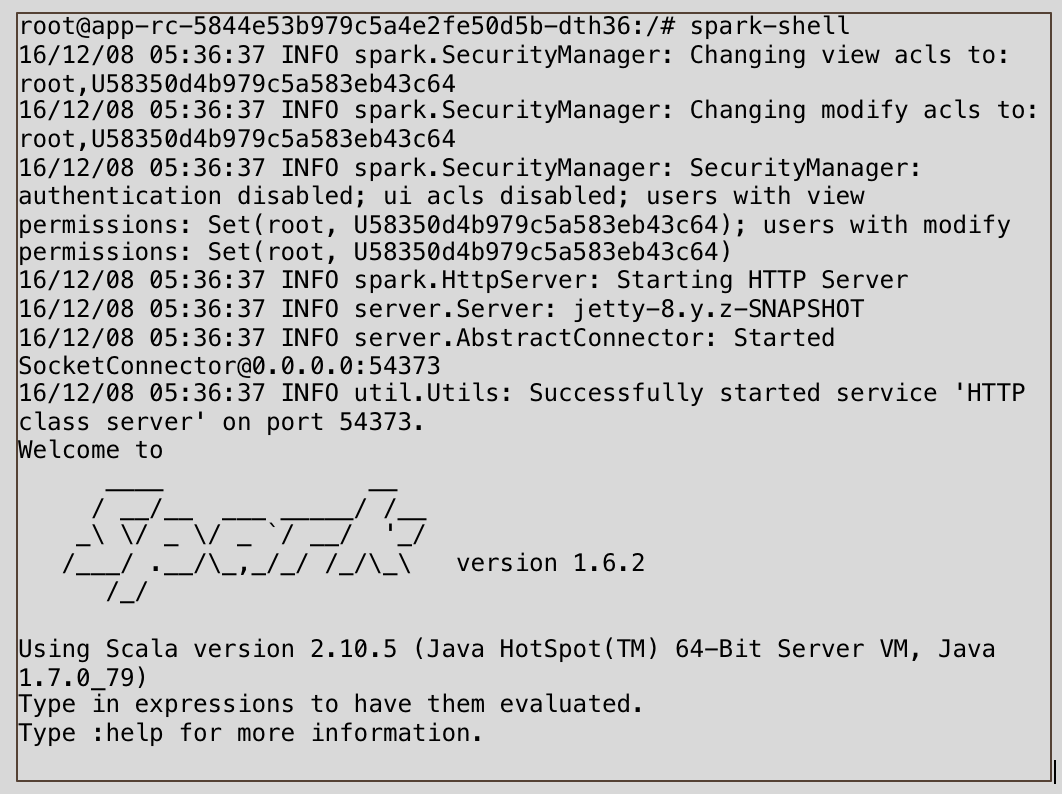 root@app-rc-5844e53b979c5a4e2fe50d5b-dth36:/# spark-shell
16/12/08 05:36:37 INFO spark.SecurityManager: Changing view acls to:
root,U58350d4b979c5a583eb43c64
16/12/08 05:36:37 INFO spark.SecurityManager: Changing modify acls to:
root,U58350d4b979c5a583eb43c64
16/12/08 05:36:37 INFO spark.SecurityManager: SecurityManager:
authentication disabled; ui acls disabled; users with view
permissions: Set(root, U58350d4b979c5a583eb43c64); users with modify
permissions: Set(root, U58350d4b979c5a583eb43c64)
16/12/08 05:36:37 INFO spark.HttpServer: Starting HTTP Server
16/12/08 05:36:37 INFO server.Server: jetty-8.y.z-SNAPSHOT
16/12/08 05:36:37 INFO server.AbstractConnector: Started
SocketConnector@0.0.0.0:54373
16/12/08 05:36:37 INFO util.Utils: Successfully started service 'HTTP
class server' on port 54373.
Welcome to
      ____              __
     / __/__  ___ _____/ /__
    _\ \/ _ \/ _ `/ __/  '_/
   /___/ .__/\_,_/_/ /_/\_\   version 1.6.2
      /_/
Using Scala version 2.10.5 (Java HotSpot(TM) 64-Bit Server VM, Java
1.7.0_79)
Type in expressions to have them evaluated.
Type :help for more information.